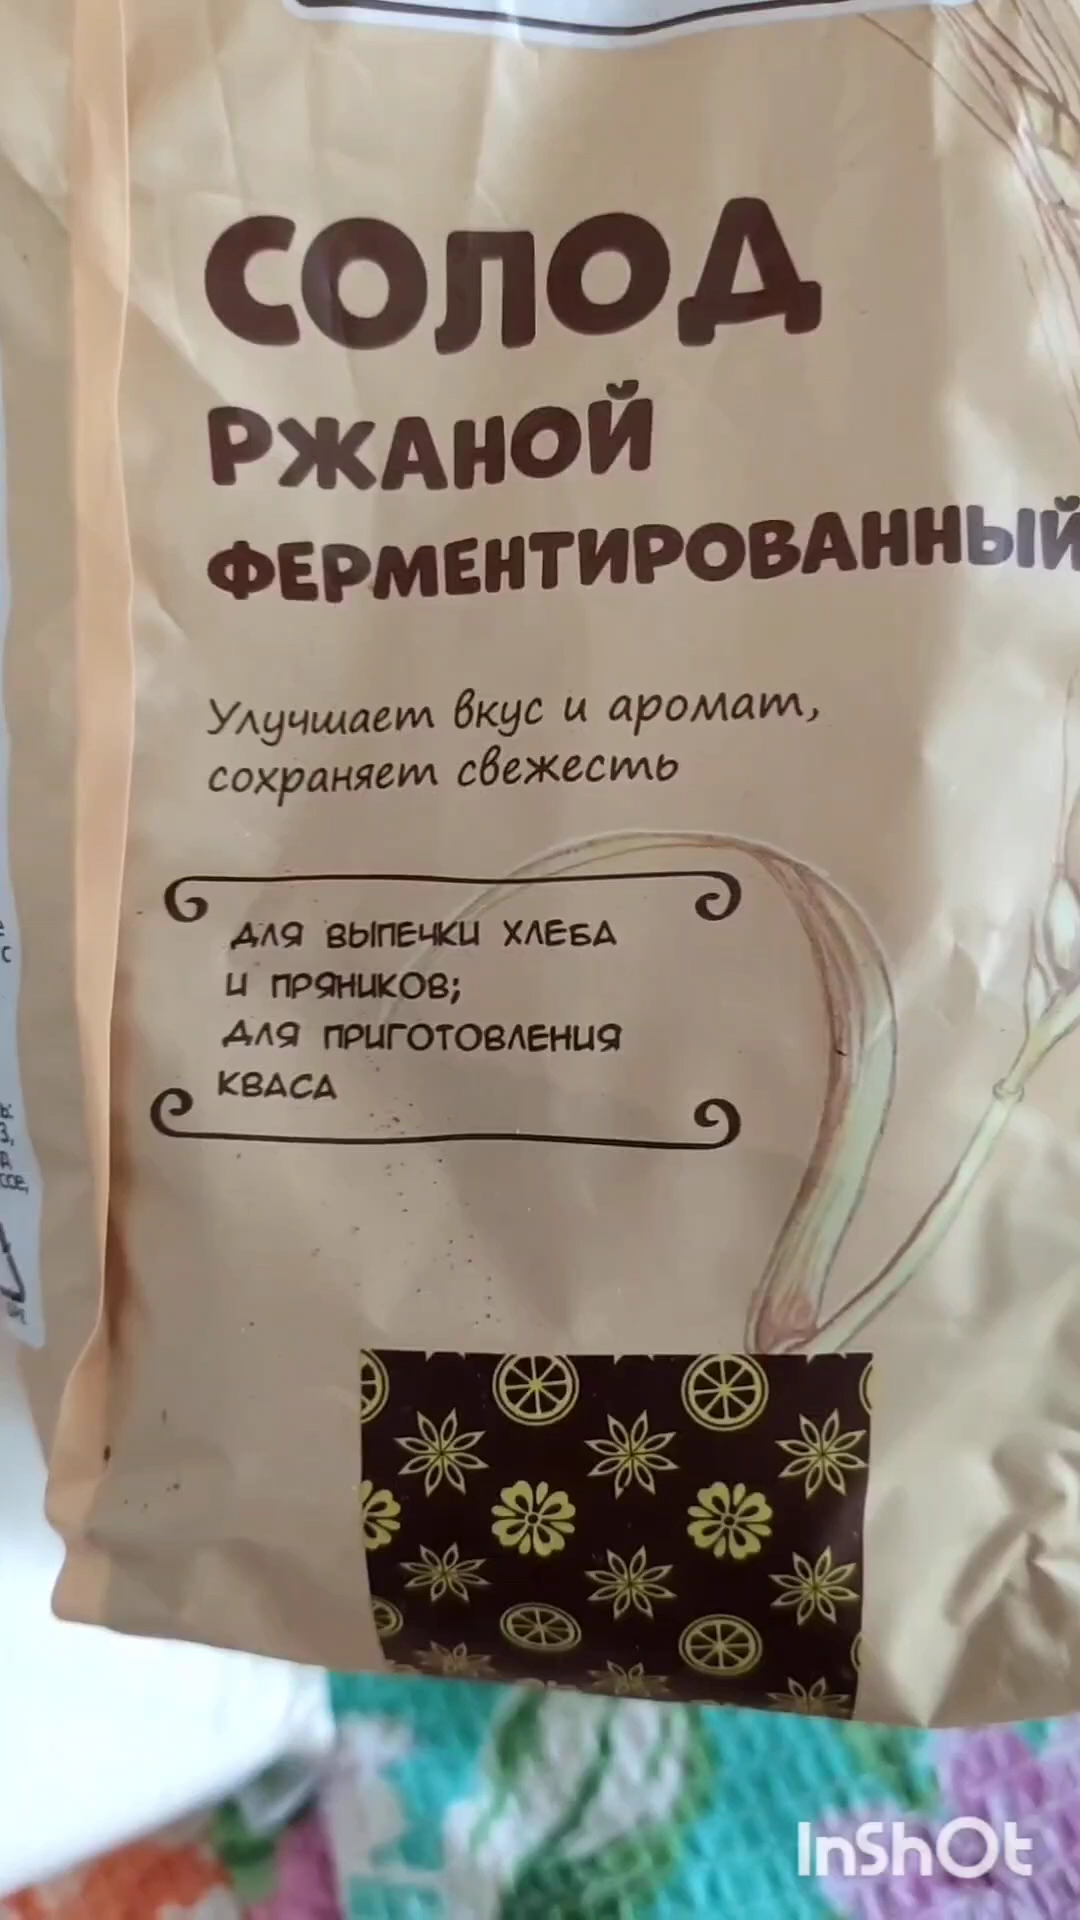 СОЛОД
РЖАНОЙ
ФЕРМЕНТИРОВАННЫЙ
Улучшает вкус и аромат,
сохраняет свежесть
ДЛЯ ВЫПЕЧКИ ХЛЕБА
И ПРЯНИКОВ;
ДЛЯ ПРИГОТОВЛЕНИЯ
КВАСА
InShOt